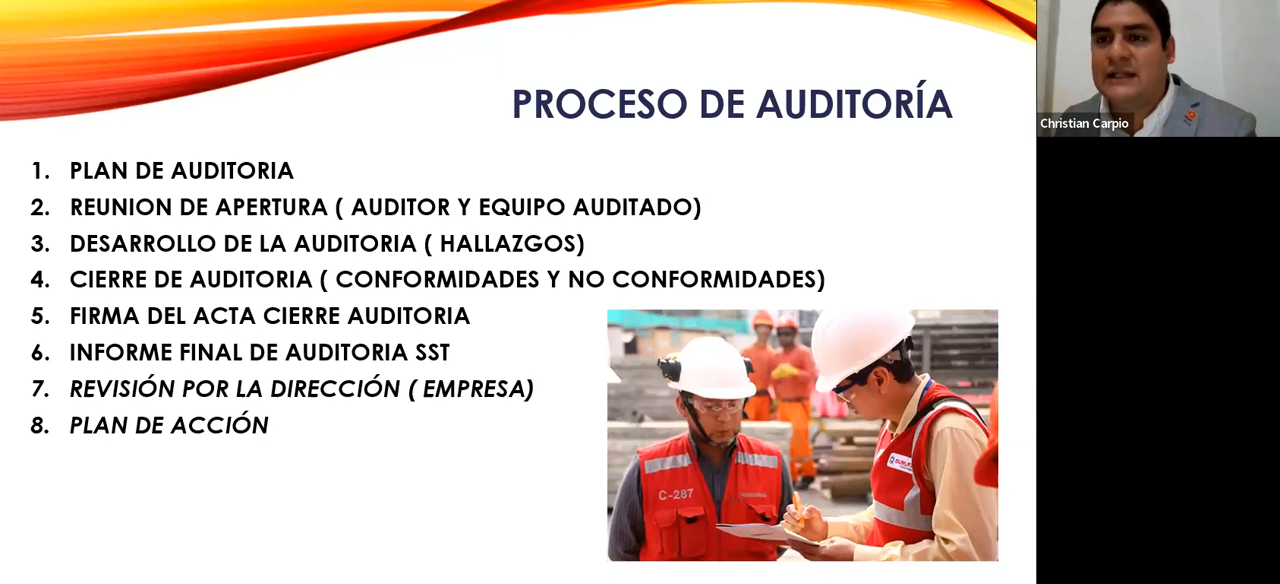 PROCESO DE AUDITORÍA
1. PLAN DE AUDITORIA
2. REUNION DE APERTURA ( AUDITOR Y EQUIPO AUDITADO)
3. DESARROLLO DE LA AUDITORIA ( HALLAZGOS)
4. CIERRE DE AUDITORIA ( CONFORMIDADES Y NO CONFORMIDADES)
5. FIRMA DEL ACTA CIERRE AUDITORIA
6. INFORME FINAL DE AUDITORIA SST
7. REVISIÓN POR LA DIRECCIÓN ( EMPRESA)
8. PLAN DE ACCIÓN
C-287
Christian Carpio